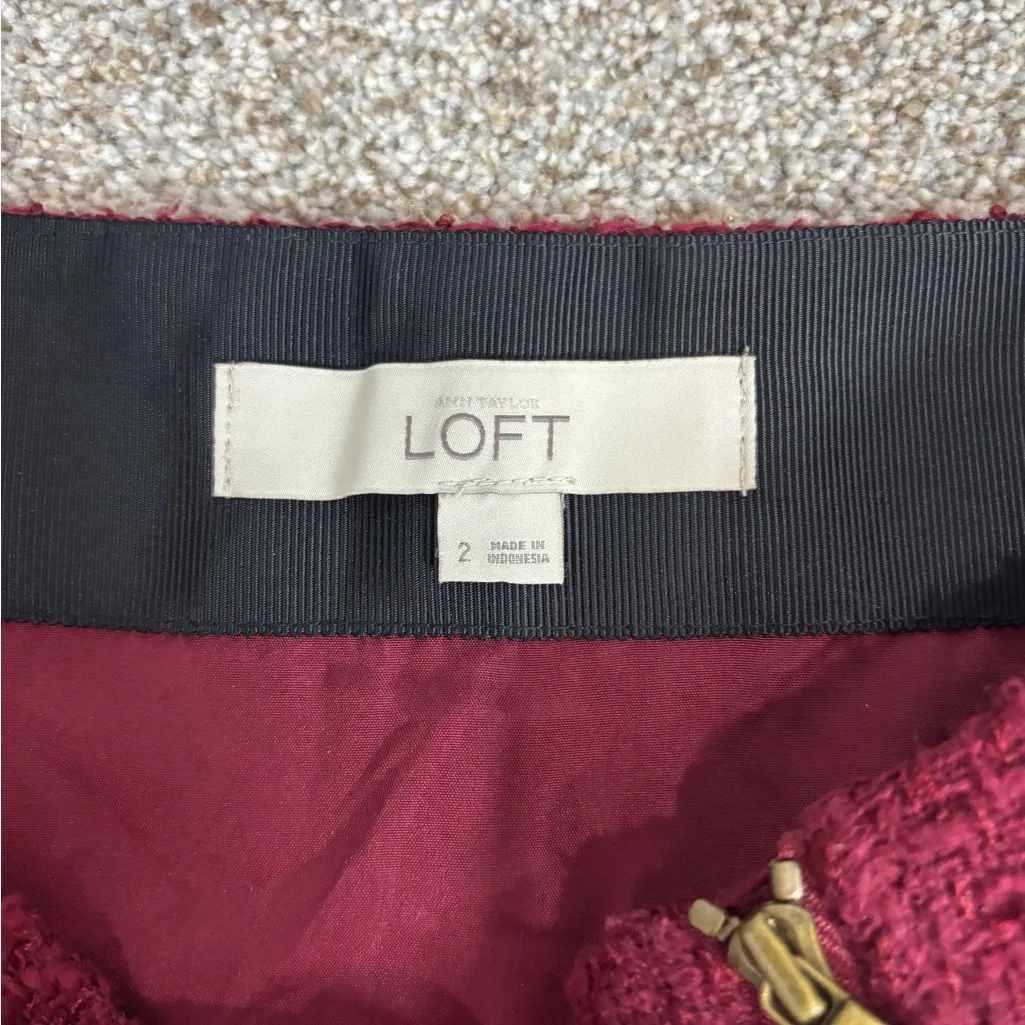 ANN TAYLOR
LOFT
2 MADE IN
INDONESIA